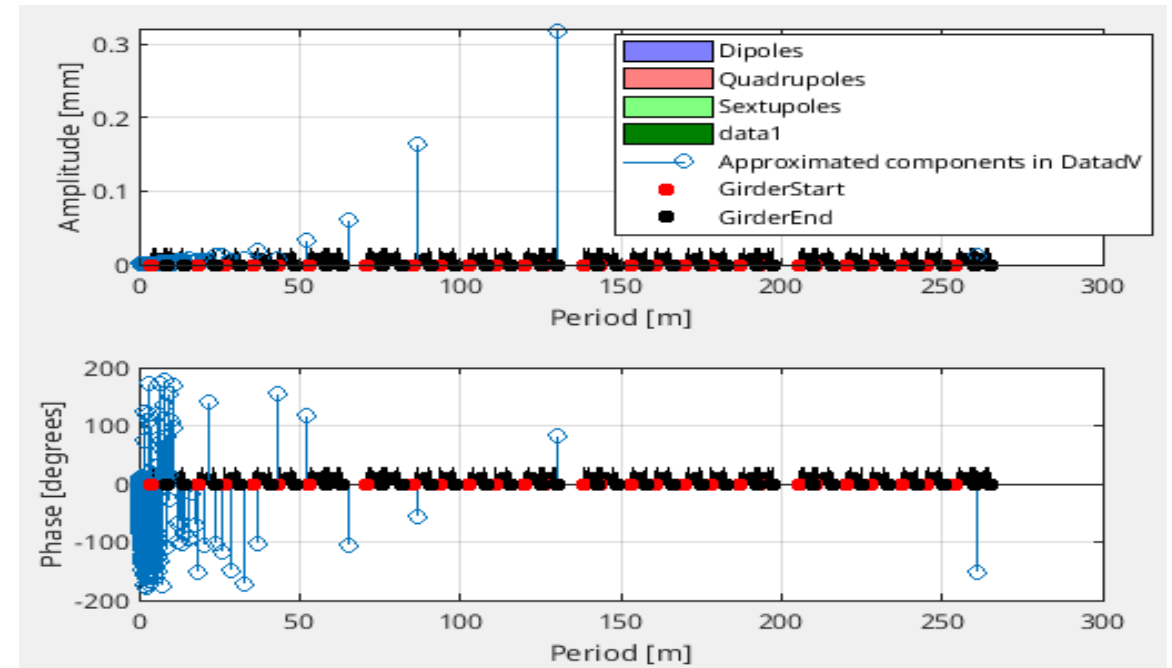 Amplitude [mm]
0.3
0.2
0.1
0
Dipoles
Quadrupoles
Sextupoles
data1
Approximated components in DatadV
GirderStart
GirderEnd
0 50 100 150 200 250 300
Period [m]
Phase [degrees]
200
100
0
-100
-200
0 50 100 150 200 250 300
Period [m]